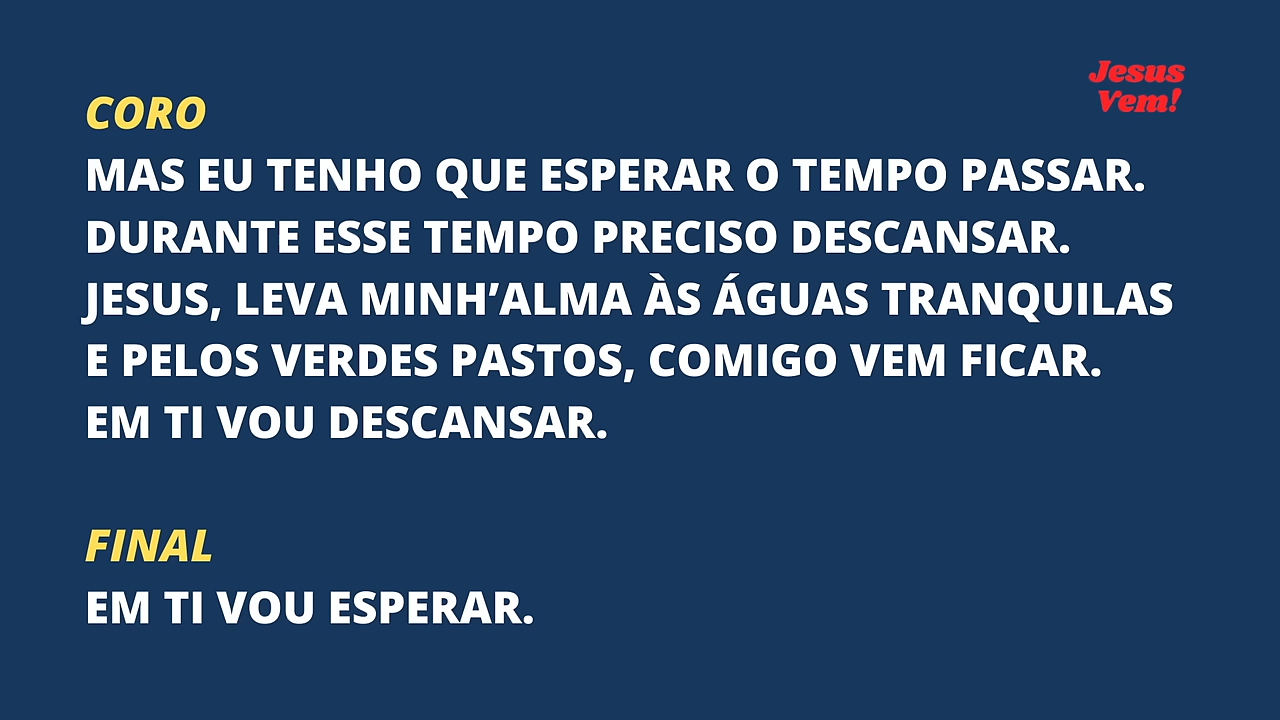 Jesus
Vem!
CORO
MAS EU TENHO QUE ESPERAR O TEMPO PASSAR.
DURANTE ESSE TEMPO PRECISO DESCANSAR.
JESUS, LEVA MINH’ALMA ÀS ÁGUAS TRANQUILAS
E PELOS VERDES PASTOS, COMIGO VEM FICAR.
EM TI VOU DESCANSAR.
FINAL
EM TI VOU ESPERAR.